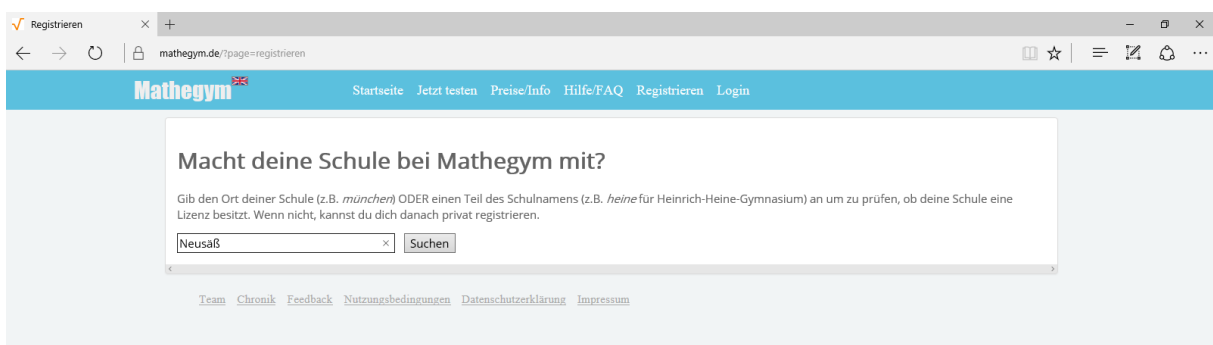 Registrieren
mathegym.de/?page=registrieren
Mathegym Startseite Jetzt testen Preise/Info Hilfe/FAQ Registrieren Login
Macht deine Schule bei Mathegym mit?
Gib den Ort deiner Schule (z.B. münchen) ODER einen Teil des Schulnamens (z.B. heine für Heinrich-Heine-Gymnasium) an um zu prüfen, ob deine Schule eine
Lizenz besitzt. Wenn nicht, kannst du dich danach privat registrieren.
Neusäß Suchen
Team Chronik Feedback Nutzungsbedingungen Datenschutzerklärung Impressum